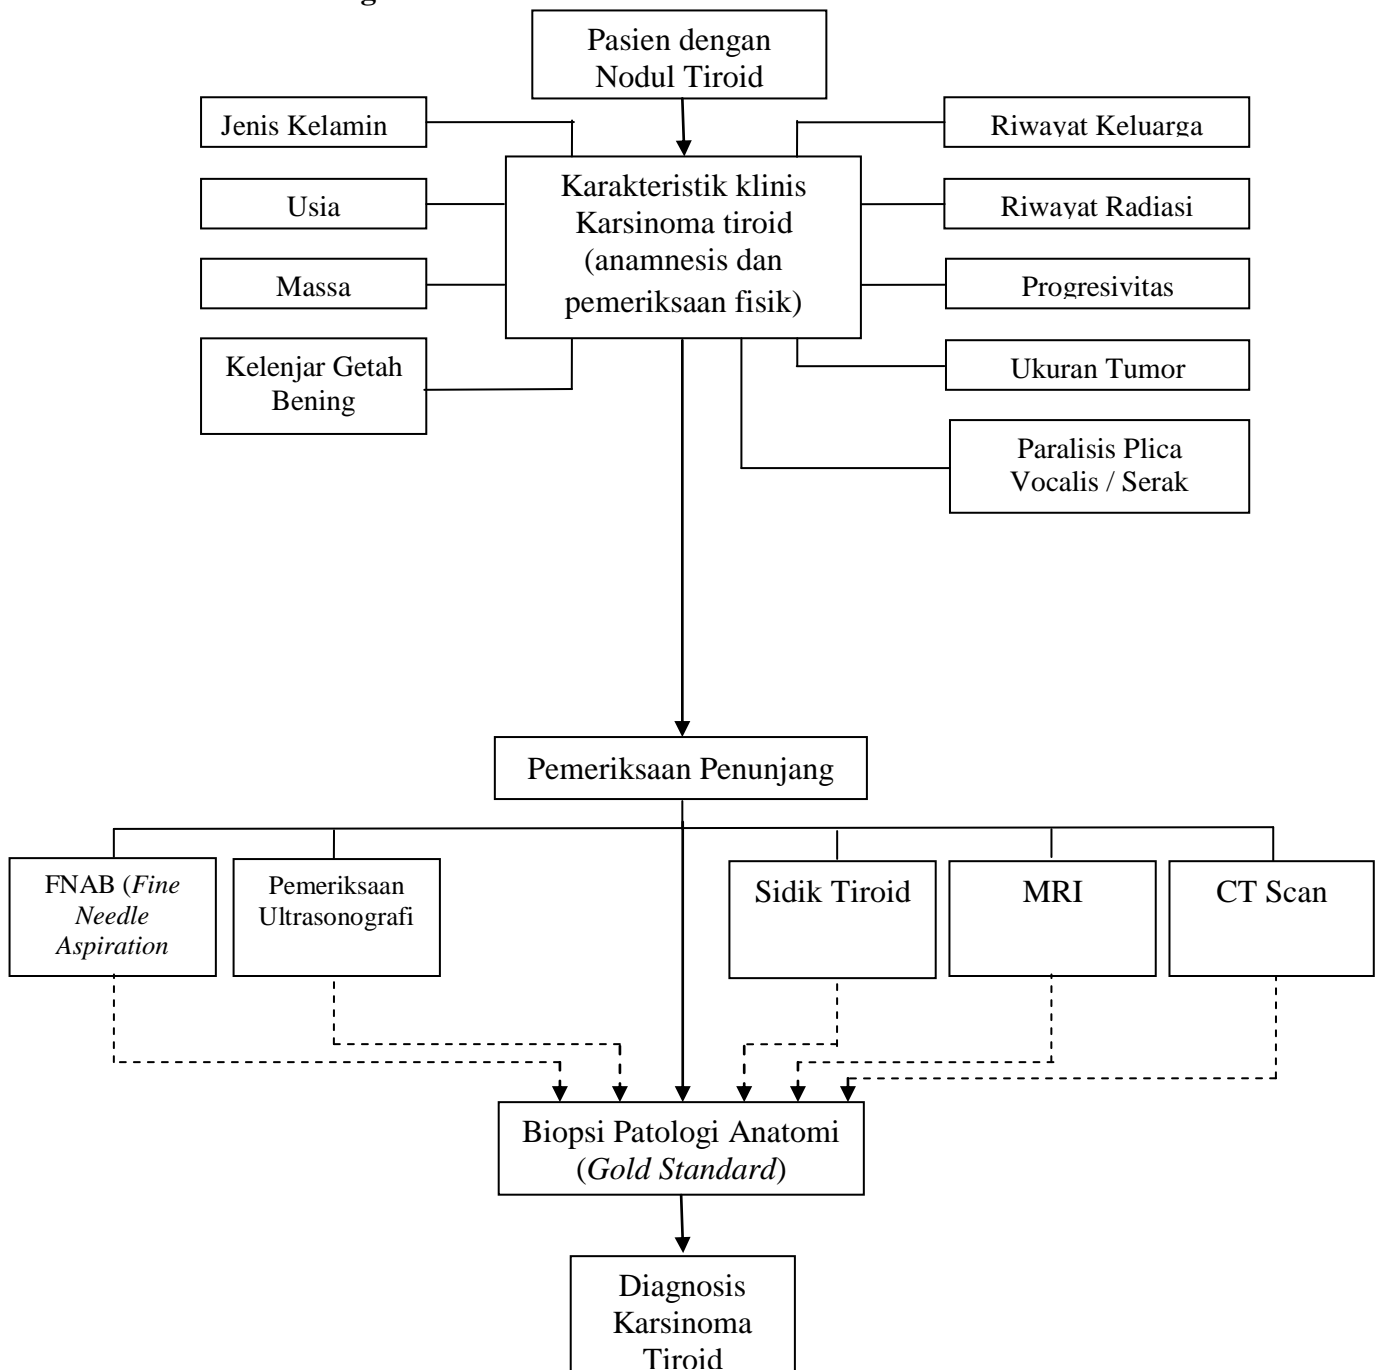 Pasien dengan
Nodul Tiroid
Jenis Kelamin
Usia
Massa
Kelenjar Getah
Bening
Karakteristik klinis
Karsinoma tiroid
(anamnesis dan
pemeriksaan fisik)
Riwayat Keluarga
Riwayat Radiasi
Progresivitas
Ukuran Tumor
Paralisis Plica
Vocalis / Serak
Pemeriksaan Penunjang
FNAB (Fine
Needle
Aspiration
Pemeriksaan
Ultrasonografi
Sidik Tiroid
MRI
CT Scan
Biopsi Patologi Anatomi
(Gold Standard)
Diagnosis
Karsinoma
Tiroid